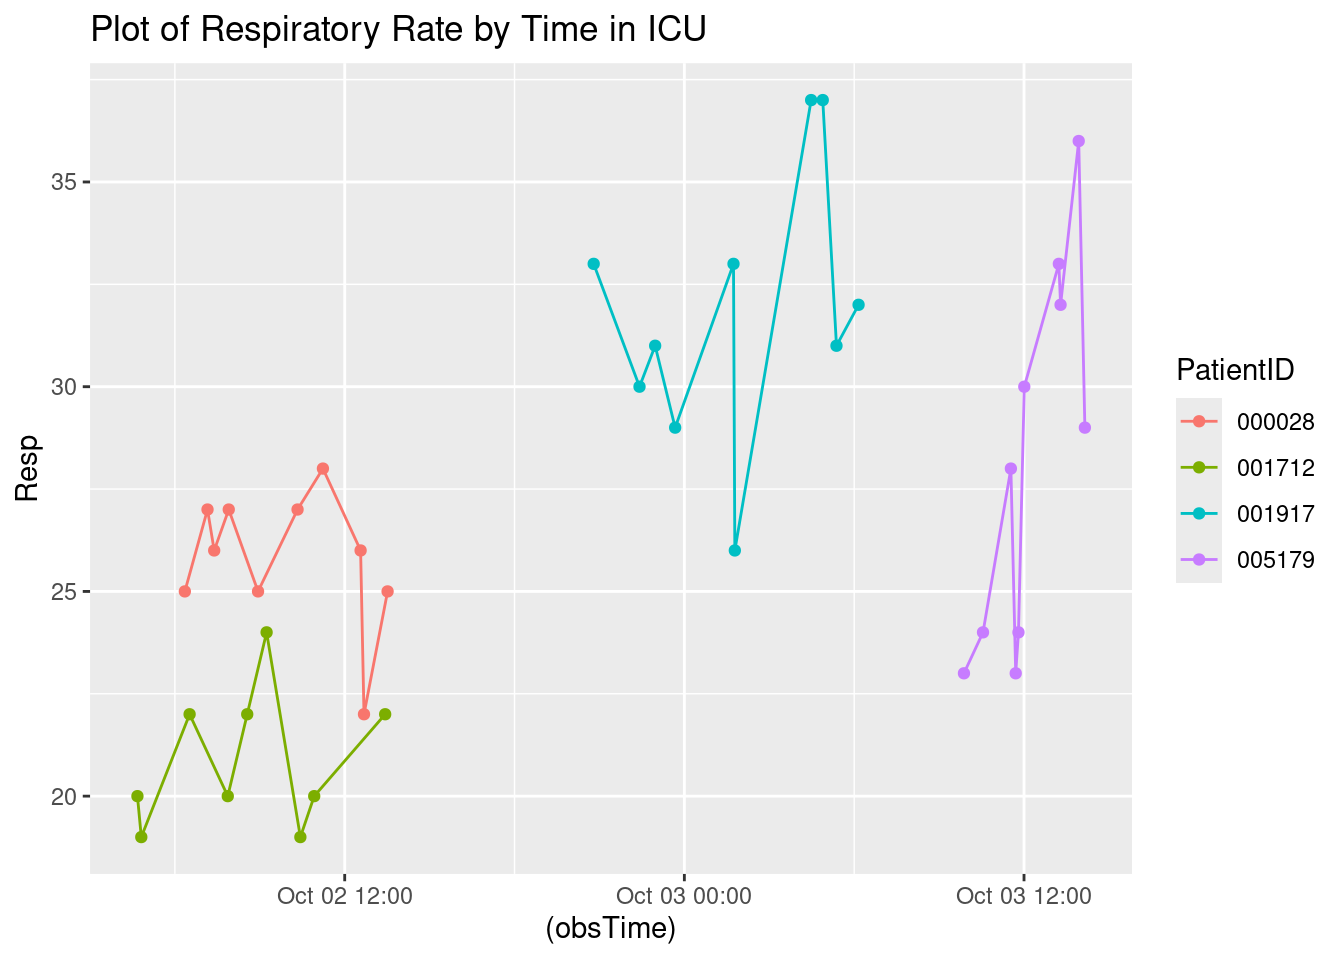 Plot of Respiratory Rate by Time in ICU
35
30
25
20
Resp
Oct 02 12:00
Oct 03 00:00
Oct 03 12:00
(obsTime)
PatientID
000028
001712
001917
005179